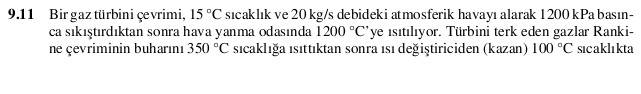 9.11 Bir gaz türbini çevrimi, 15 °C sıcaklık ve 20 kg/s debideki atmosferik havayı alarak 1200 kPa basın-
ca sıkıştırdıktan sonra hava yanma odasında 1200 °C'ye ısıtılıyor. Türbini terk eden gazlar Ranki-
ne çevriminin buharını 350 °C sıcaklığa ısıttıktan sonra ısı değiştiriciden (kazan) 100 °C sıcaklıkta